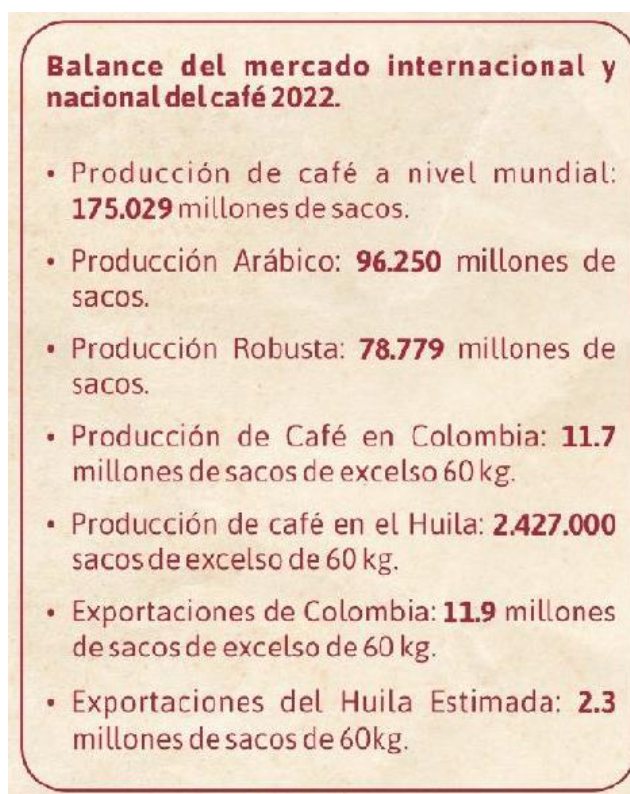 Balance del mercado internacional y
nacional del café 2022.
• Producción de café a nivel mundial:
175.029 millones de sacos.
• Producción Arábico: 96.250 millones de
sacos.
• Producción Robusta: 78.779 millones de
sacos.
• Producción de Café en Colombia: 11.7
millones de sacos de excelso 60 kg.
• Producción de café en el Huila: 2.427.000
sacos de excelso de 60 kg.
• Exportaciones de Colombia: 11.9 millones
de sacos de excelso de 60 kg.
• Exportaciones del Huila Estimada: 2.3
millones de sacos de 60kg.